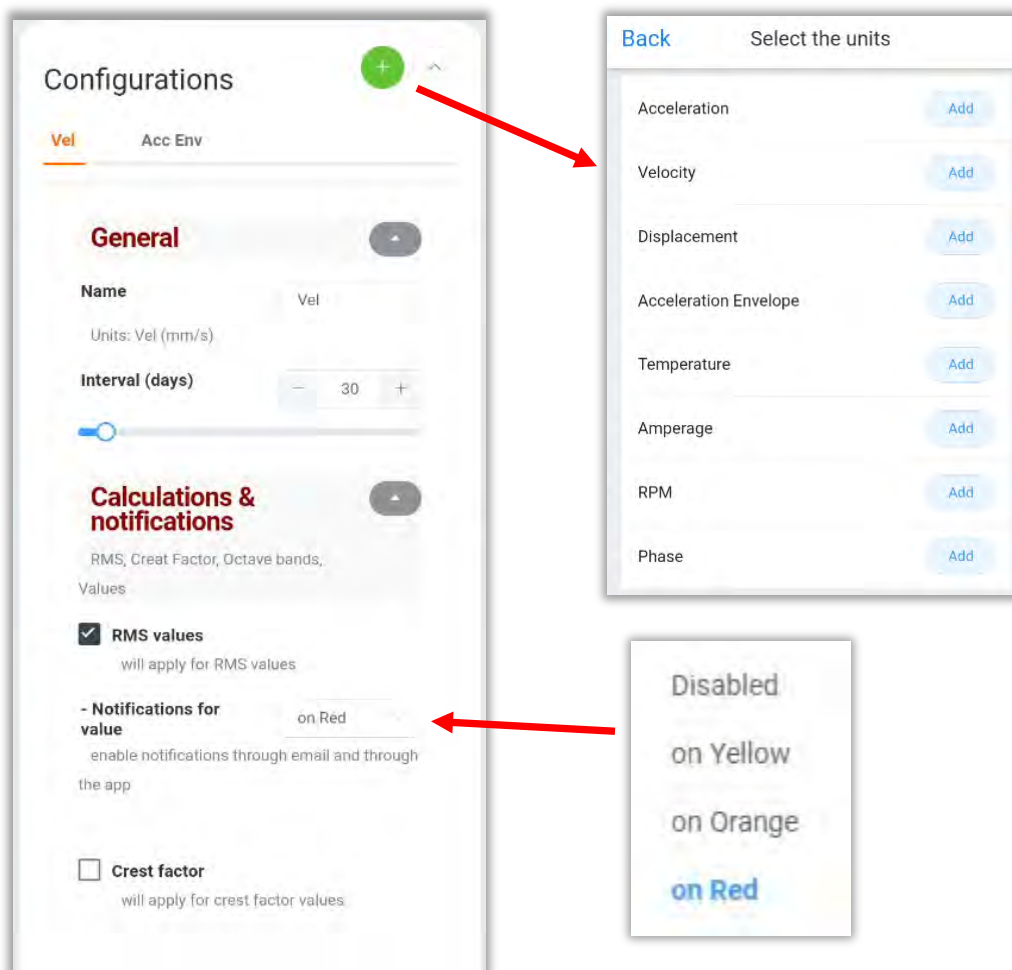 Configurations
+
Vel
Acc Env
General
Name
Vel
Units: Vel (mm/s)
Interval (days)
− 30 +
Calculations &
notifications
RMS, Creat Factor, Octave bands,
Values
RMS values
will apply for RMS values
- Notifications for
value
on Red
enable notifications through email and through
the app
Crest factor
will apply for crest factor values
Back
Select the units
Acceleration
Add
Velocity
Add
Displacement
Add
Acceleration Envelope
Add
Temperature
Add
Amperage
Add
RPM
Add
Phase
Add
Disabled
on Yellow
on Orange
on Red